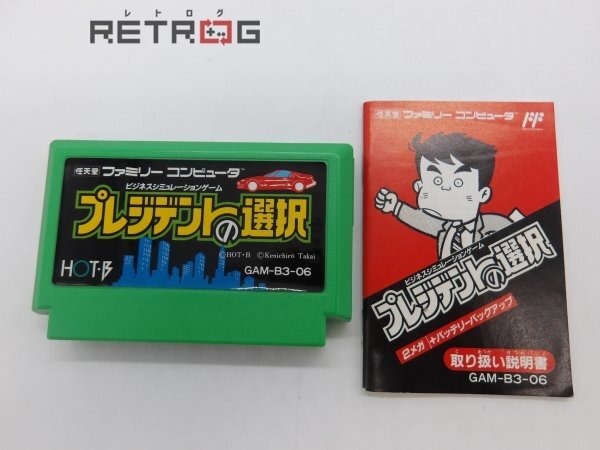 レトログ
RETROG
任天堂 ファミリー コンピュータ™
ビジネスシミュレーションゲーム
プレジデントの選択
©HOT・B ©Kenichiro Takai
HOT・B
GAM-B3-06
任天堂 ファミリー コンピュータ™
ビジネスシミュレーションゲーム
プレジデントの選択
2メガ+バッテリーバックアップ
取り扱い説明書
GAM-B3-06